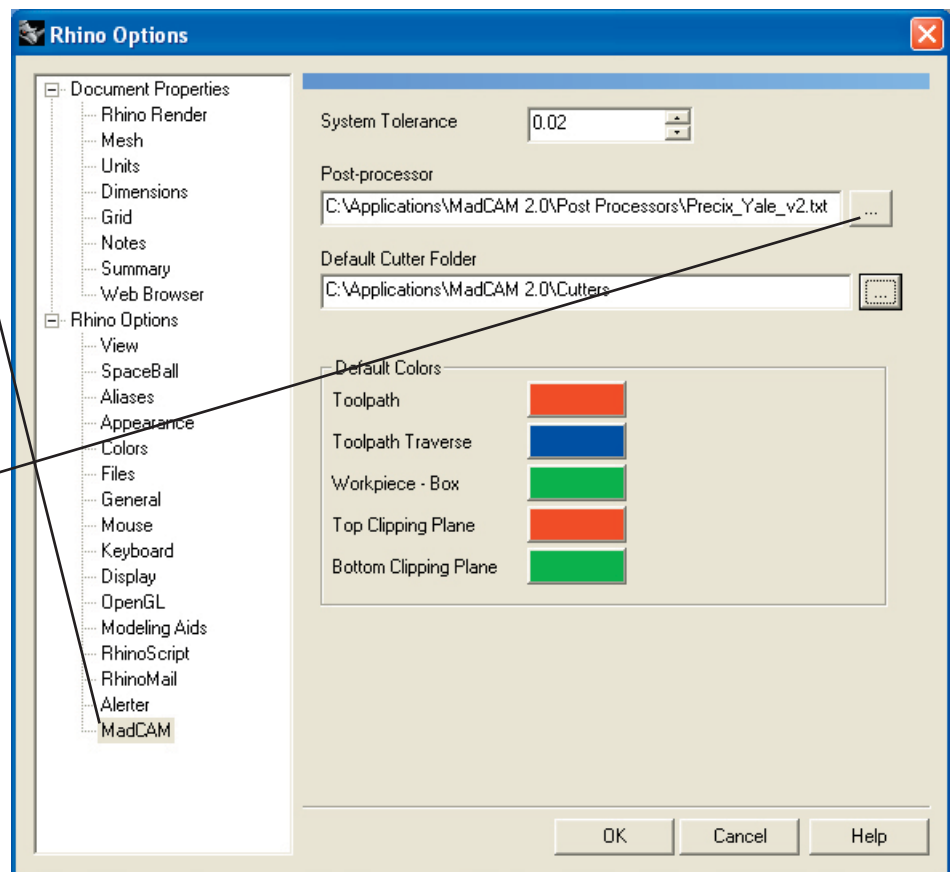 Rhino Options
Document Properties
Rhino Render
Mesh
Units
Dimensions
Grid
Notes
Summary
Web Browser
Rhino Options
View
SpaceBall
Aliases
Appearance
Colors
Files
General
Mouse
Keyboard
Display
OpenGL
Modeling Aids
RhinoScript
RhinoMail
Alerter
MadCAM
System Tolerance 0.02
Post-processor
C:\Applications\MadCAM 2.0\Post Processors\Precix_Yale_v2.txt ...
Default Cutter Folder
C:\Applications\MadCAM 2.0\Cutters ...
Default Colors
Toolpath
Toolpath Traverse
Workpiece - Box
Top Clipping Plane
Bottom Clipping Plane
OK Cancel Help